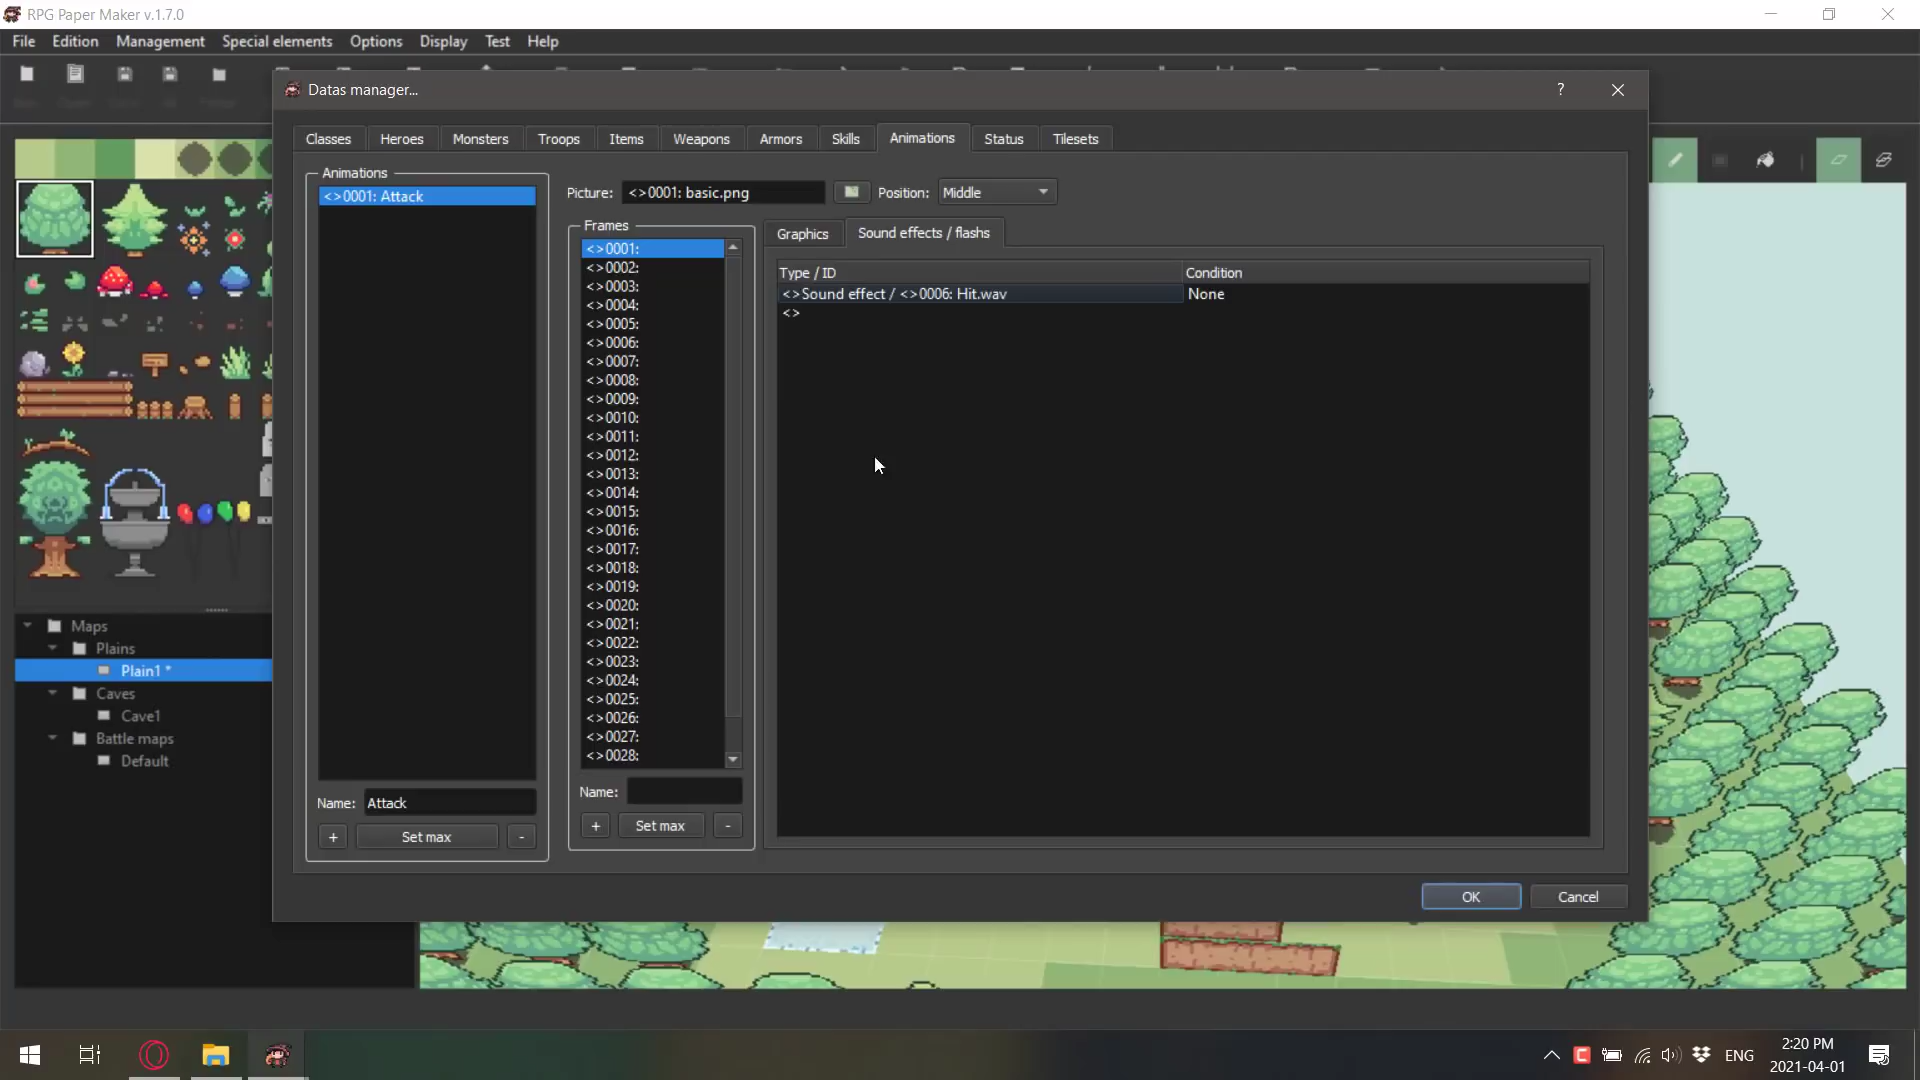 RPG Paper Maker v.1.7.0
File Edition Management Special elements Options Display Test Help
Datas manager...
?
Classes Heroes Monsters Troops Items Weapons Armors Skills Animations Status Tilesets
Animations
<>0001: Attack
Picture: <>0001: basic.png Position: Middle
Frames
Graphics Sound effects / flashs
Type / ID Condition
<>Sound effect / <>0006: Hit.wav None
<>
<>0001:
<>0002:
<>0003:
<>0004:
<>0005:
<>0006:
<>0007:
<>0008:
<>0009:
<>0010:
<>0011:
<>0012:
<>0013:
<>0014:
<>0015:
<>0016:
<>0017:
<>0018:
<>0019:
<>0020:
<>0021:
<>0022:
<>0023:
<>0024:
<>0025:
<>0026:
<>0027:
<>0028:
Name:
+ Set max -
Name: Attack
+ Set max -
OK Cancel
Maps
Plains
Plain1 *
Caves
Cave1
Battle maps
Default
ENG
2:20 PM
2021-04-01